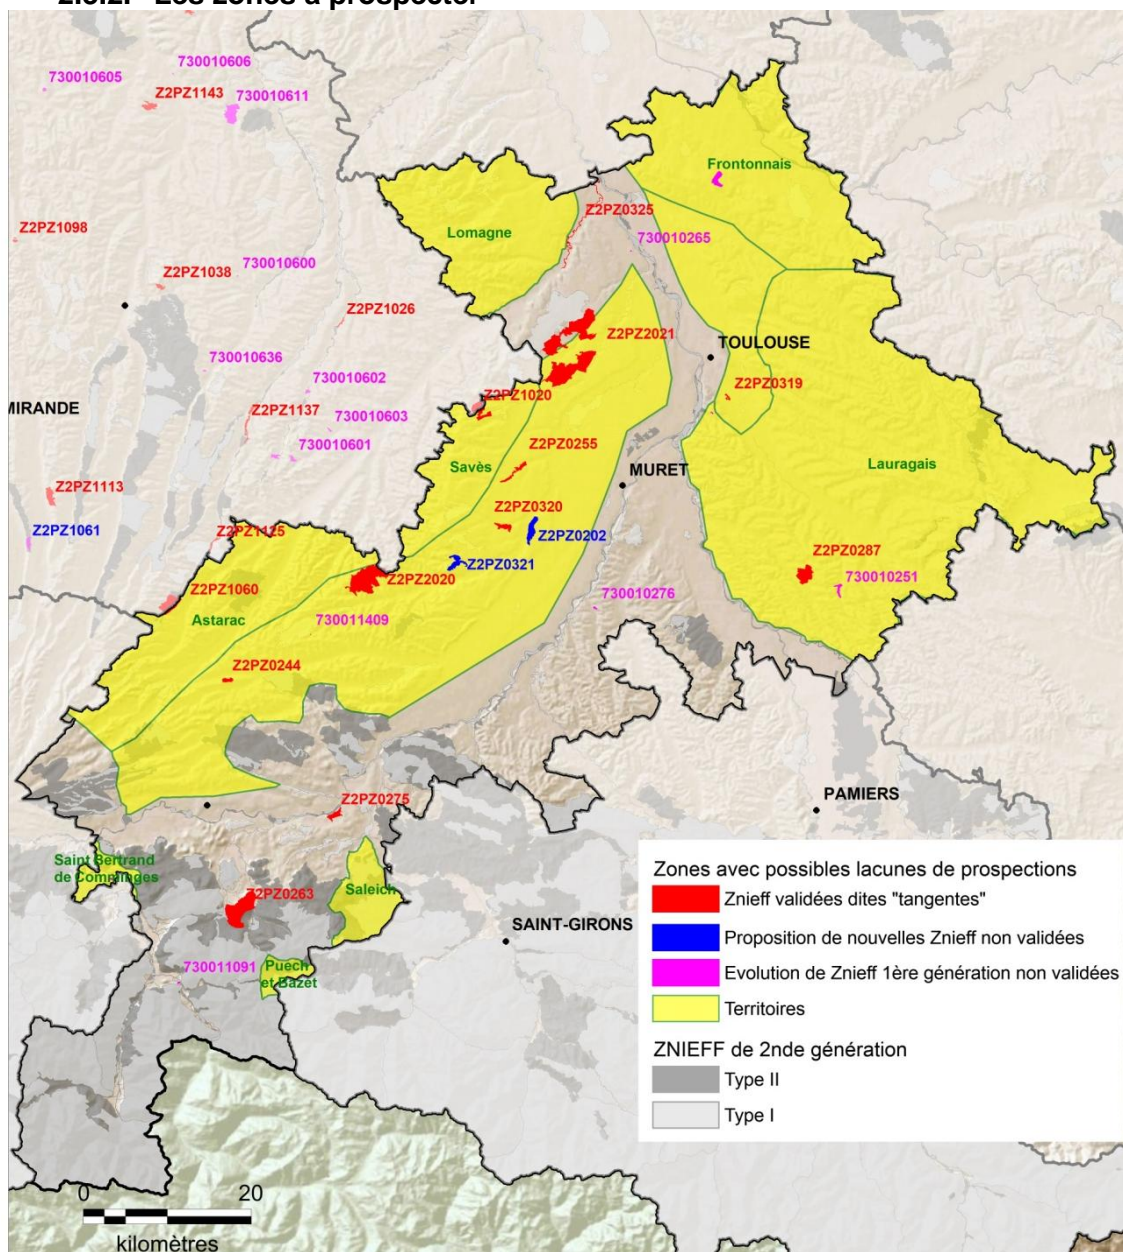 2.3.2. Les zones à prospecter
730010606
730010605
Z2PZ1143
730010611
Frontonnais
Z2PZ0325
Lomagne
730010265
Z2PZ1098
730010600
Z2PZ1038
Z2PZ1026
Z2PZ2021
TOULOUSE
730010636
730010602
Z2PZ1020
Z2PZ0319
MIRANDE
Z2PZ1137
730010603
730010601
Z2PZ0255
Savès
MURET
Lauragais
Z2PZ1113
Z2PZ0320
Z2PZ1061
Z2PZ1125
Z2PZ0202
Z2PZ0321
Z2PZ0287
Z2PZ2020
730010251
Z2PZ1060
730010276
Astarac
730011409
Z2PZ0244
Z2PZ0275
PAMIERS
Saint Bertrand
de Comminges
Saleich
Z2PZ0263
SAINT-GIRONS
730011091
Puech
et Bazet
Zones avec possibles lacunes de prospections
Znieff validées dites "tangentes"
Proposition de nouvelles Znieff non validées
Evolution de Znieff 1ère génération non validées
Territoires
ZNIEFF de 2nde génération
Type II
Type I
0 20
kilomètres